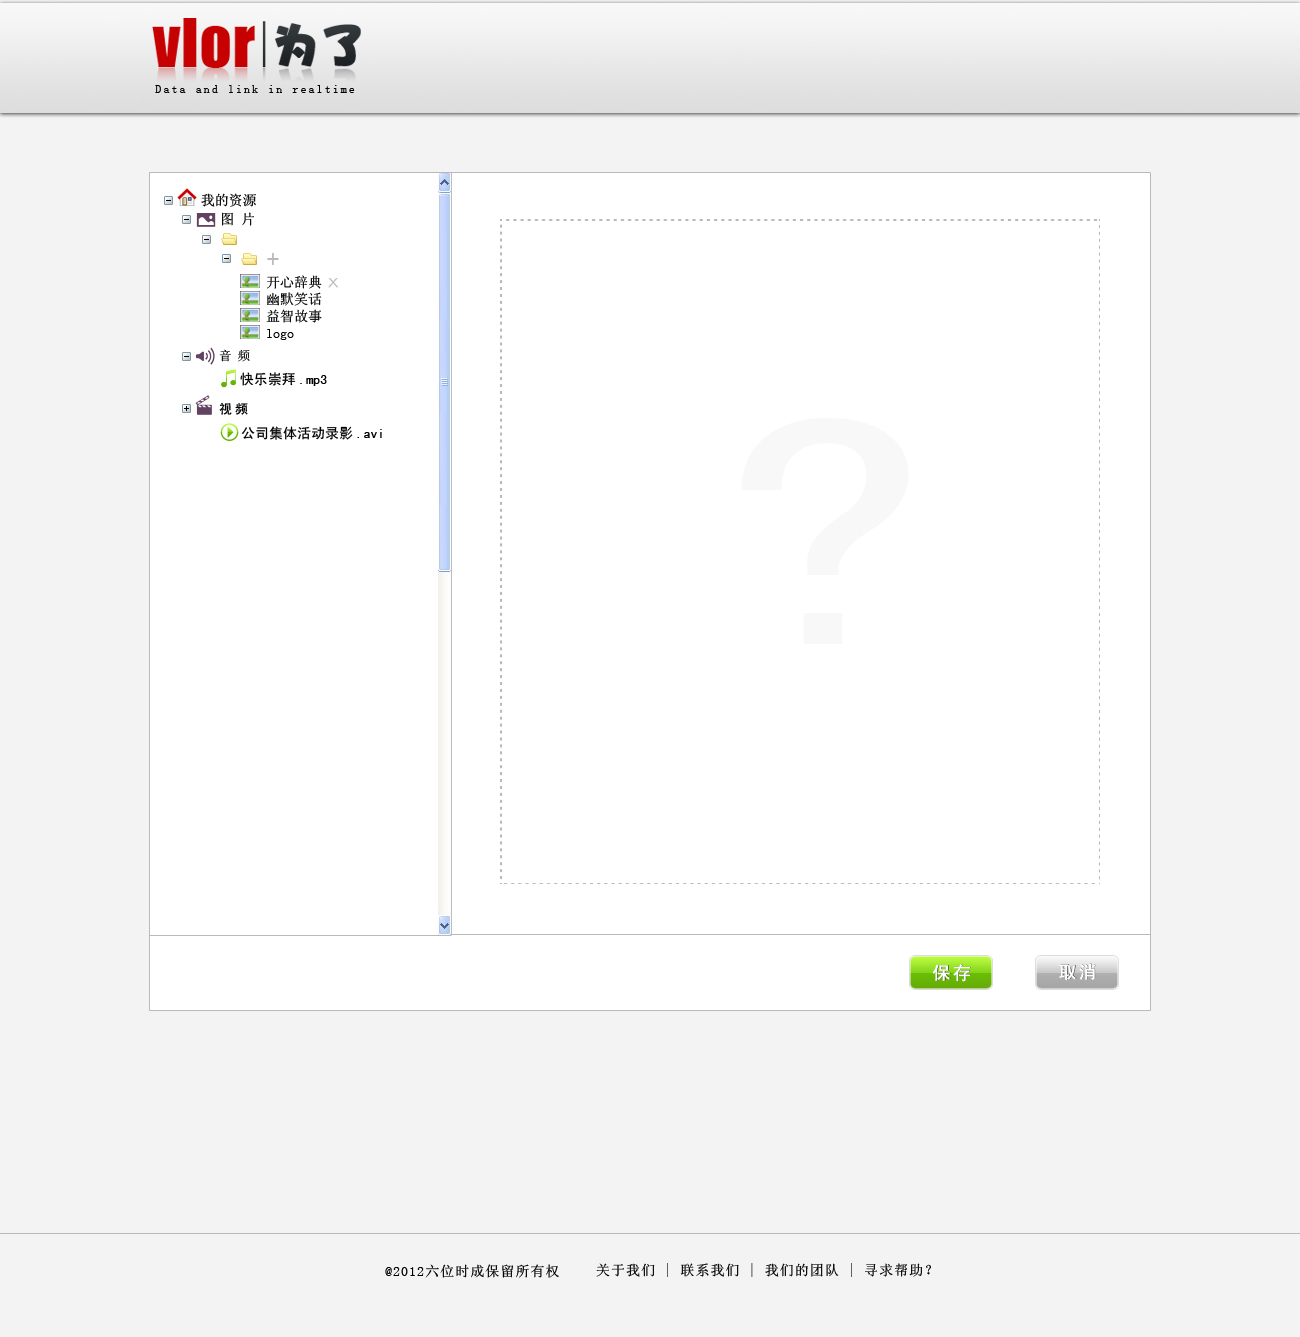 vlor 为了
Data and link in realtime
我的资源
图 片
开心辞典
幽默笑话
益智故事
logo
音 频
快乐崇拜.mp3
视 频
公司集体活动录影.avi
?
保存 取消
@2012六位时成保留所有权 关于我们 | 联系我们 | 我们的团队 | 寻求帮助?